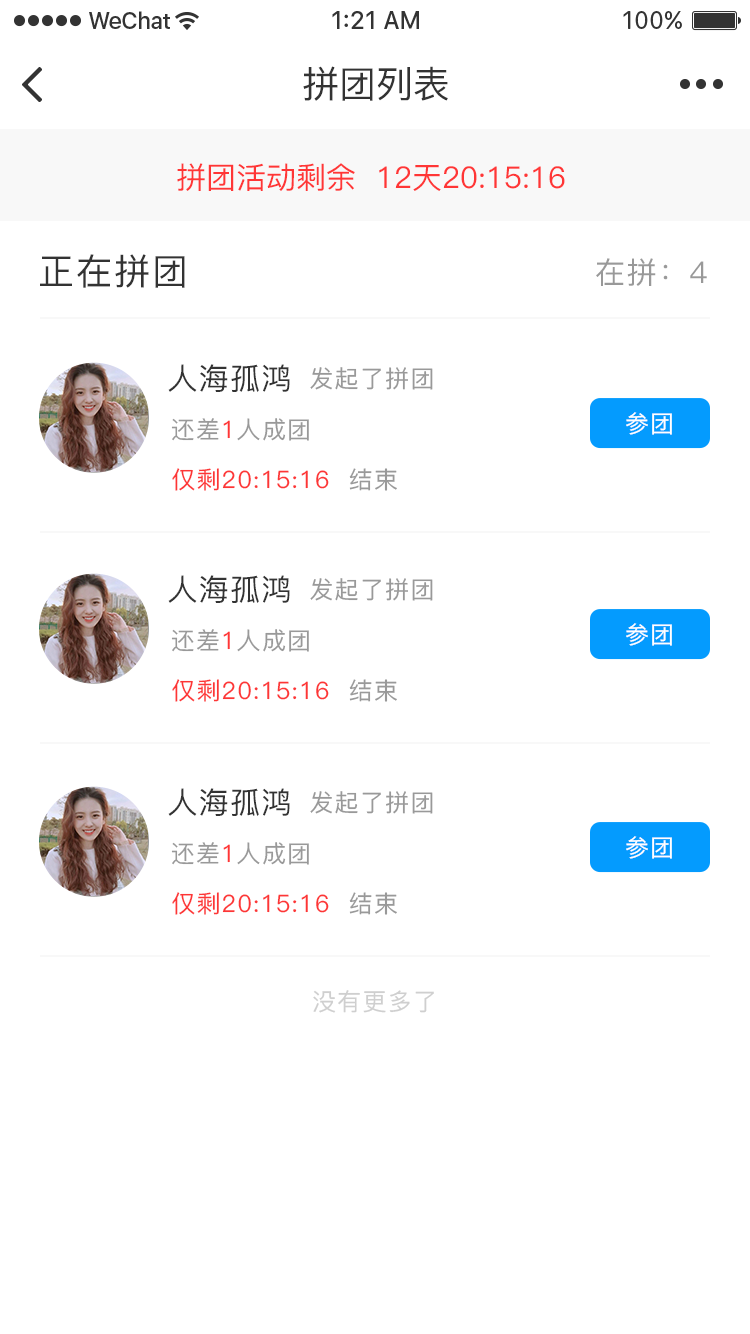 ●●●●● WeChat 1:21 AM 100%
拼团列表
拼团活动剩余 12天20:15:16
正在拼团 在拼：4
人海孤鸿 发起了拼团
还差1人成团
参团
仅剩20:15:16 结束
人海孤鸿 发起了拼团
还差1人成团
参团
仅剩20:15:16 结束
人海孤鸿 发起了拼团
还差1人成团
参团
仅剩20:15:16 结束
没有更多了